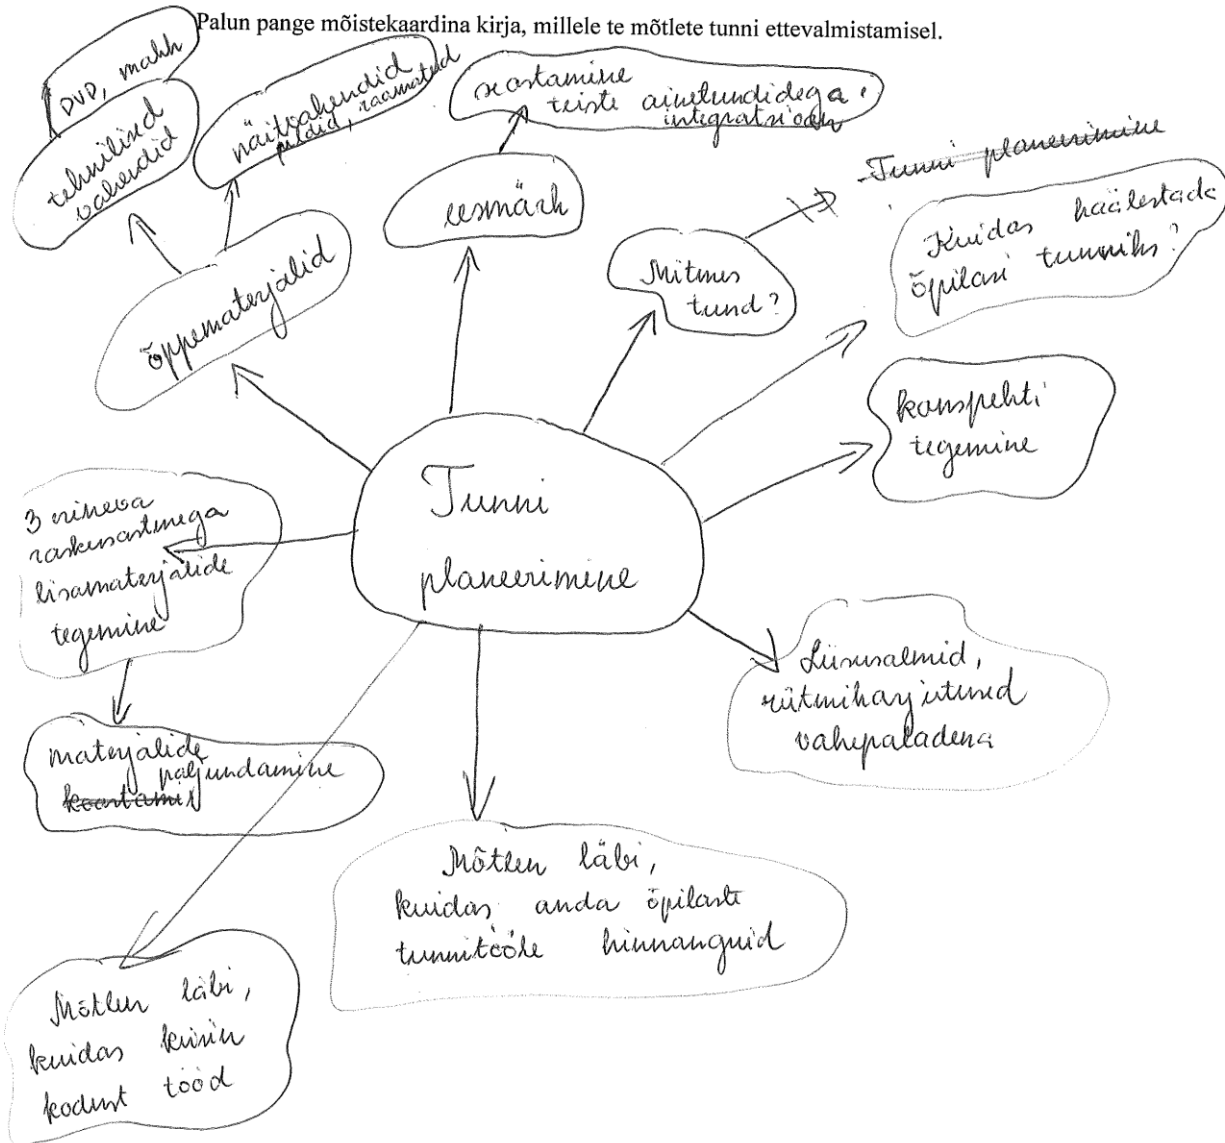 Palun pange mõistekaardina kirja, millele te mõtlete tunni ettevalmistamisel.
DVD, makk
tehnilised
vahendid
näitvahendid
pildid, raamatud
õppematerjalid
seostamine
teiste ainetundidega
integratsioon
eesmärk
Mitmes
tund?
Tunni planeerimine
Kuidas häälestada
õpilasi tunniks?
konspekti
tegemine
Tunni
planeerimine
3 erineva
raskusastmega
lisamaterjalide
tegemine
materjalide
paljundamine
Liisusalmid,
rütmiharjutused
vahepaladena
Mõtlen läbi,
kuidas anda õpilaste
tunnitööle hinnanguid
Mõtlen läbi,
kuidas küsin
kodust tööd